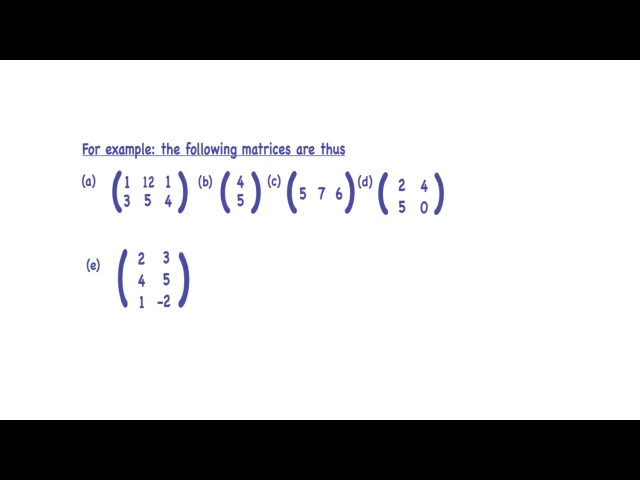 For example: the following matrices are thus
(a) ( 1 12 1 (b) ( 4 (c) ( 5 7 6 ) (d) ( 2 4
3 5 4 ) 5 ) 5 0 )
(e) ( 2 3
4 5
1 -2 )